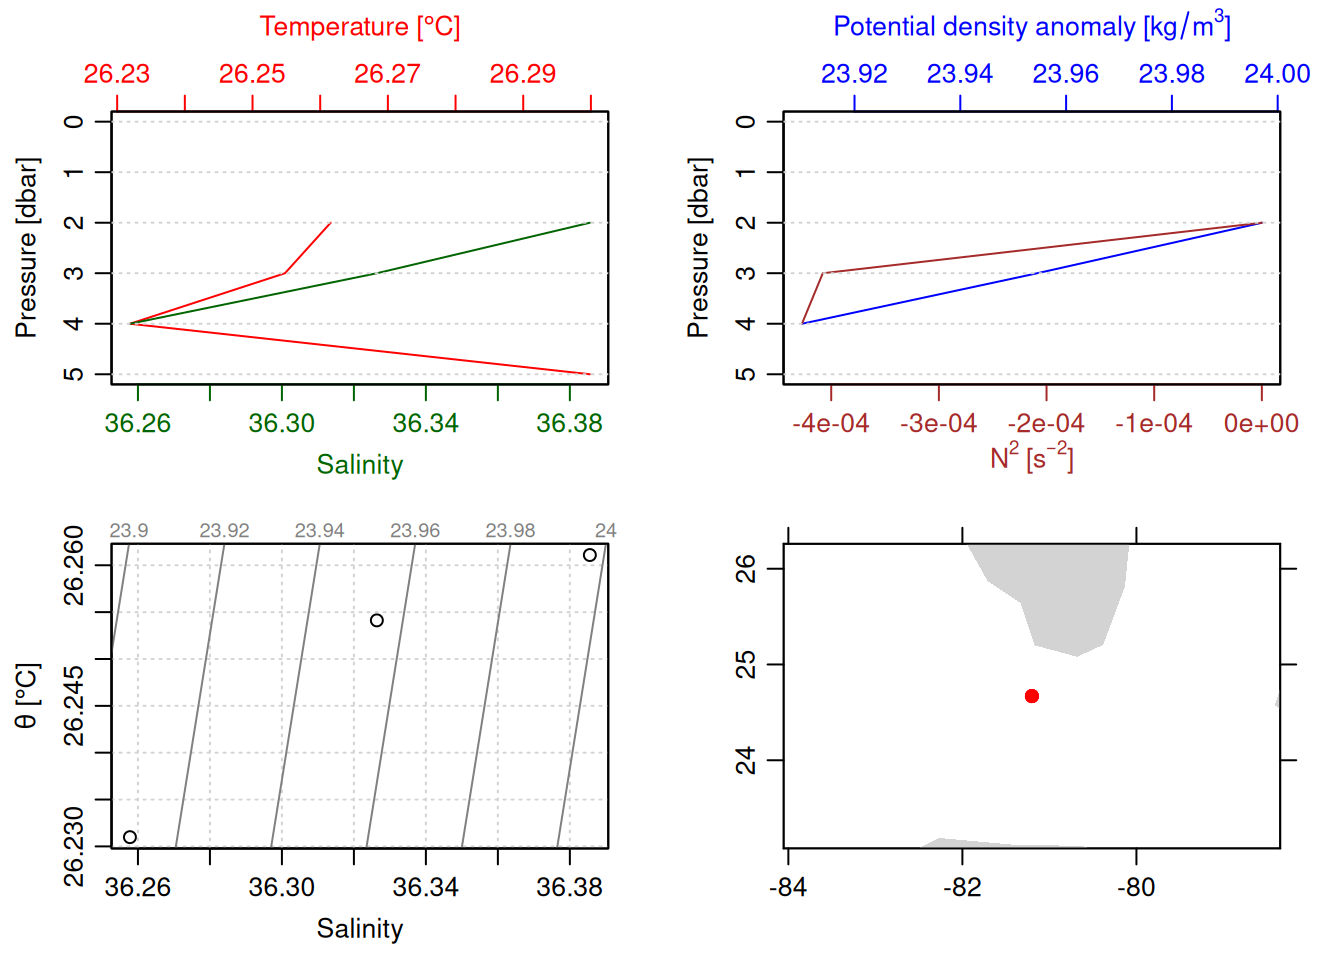 Temperature [°C]
26.23 26.25 26.27 26.29
Pressure [dbar]
0 1 2 3 4 5
36.26 36.30 36.34 36.38
Salinity
Potential density anomaly [kg/m³]
23.92 23.94 23.96 23.98 24.00
Pressure [dbar]
0 1 2 3 4 5
-4e-04 -3e-04 -2e-04 -1e-04 0e+00
N² [s⁻²]
23.9 23.92 23.94 23.96 23.98 24
θ [°C]
26.260 26.245 26.230
36.26 36.30 36.34 36.38
Salinity
26 25 24
-84 -82 -80